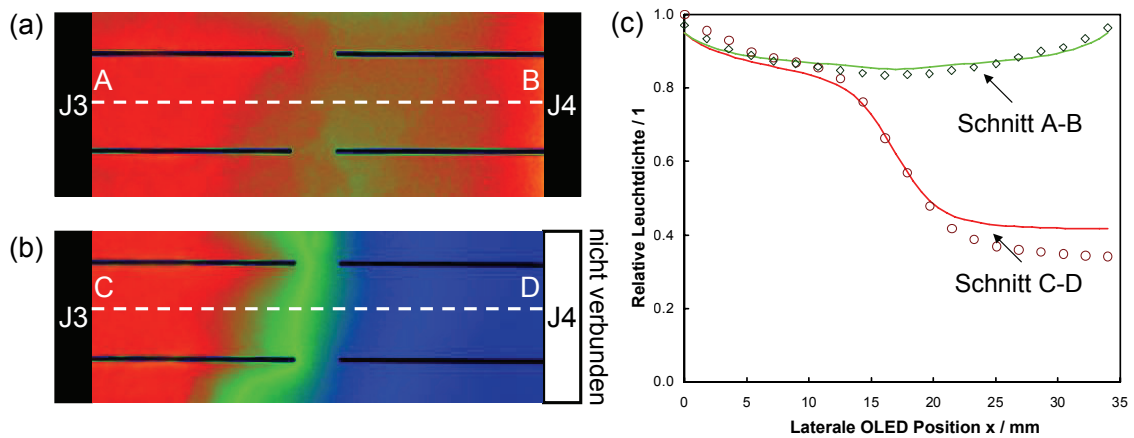 (a)
A
B
J3
J4
(b)
C
D
J3
J4
nicht verbunden
(c)
Relative Leuchtdichte / 1
1.0
0.8
0.6
0.4
0.2
0.0
Schnitt A-B
Schnitt C-D
0 5 10 15 20 25 30 35
Laterale OLED Position x / mm